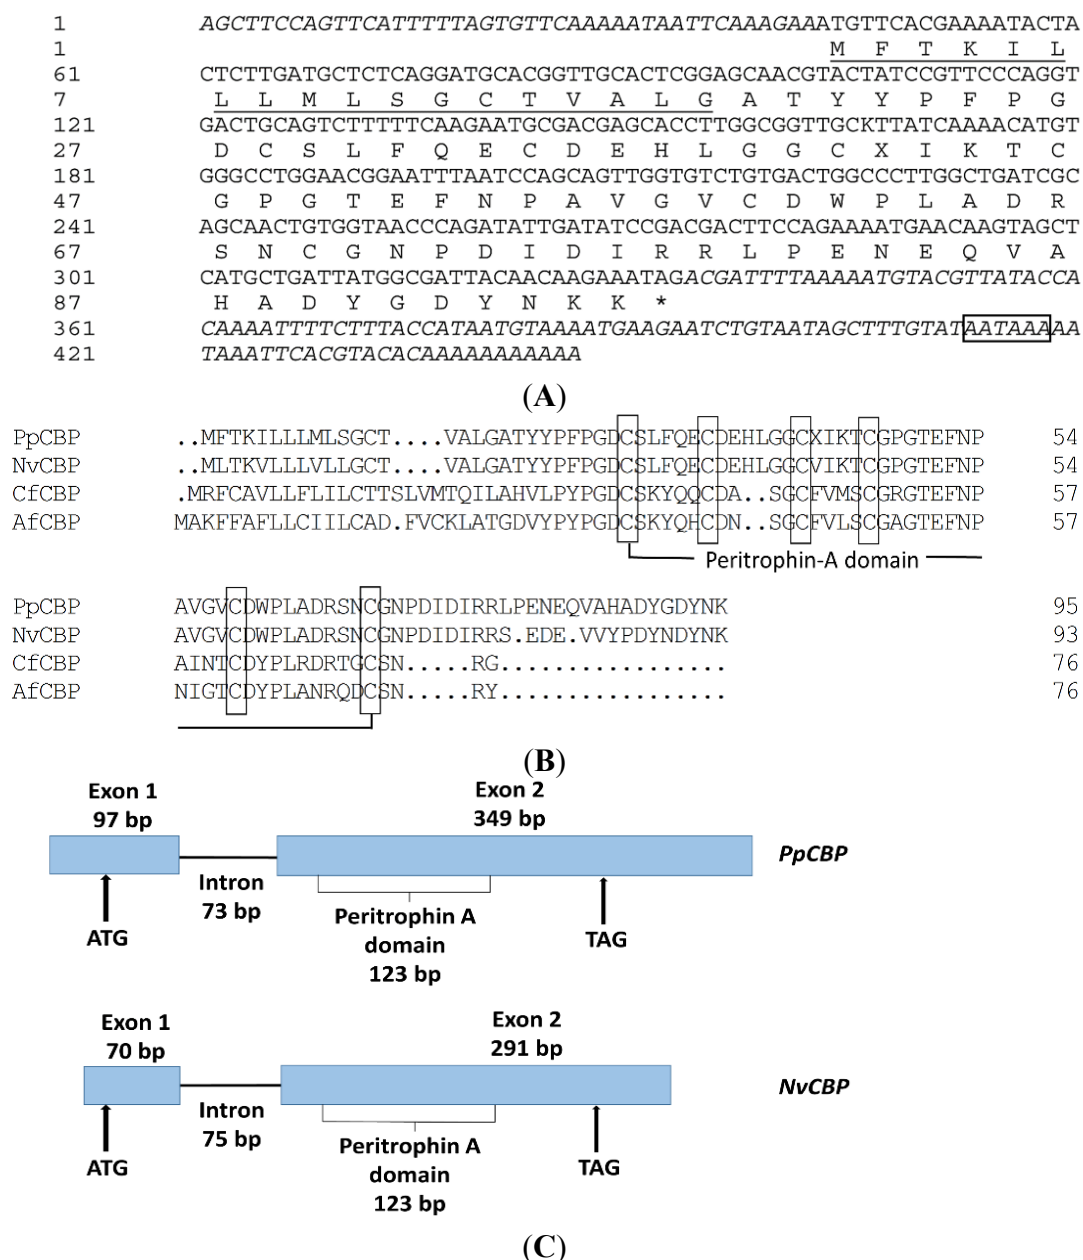 1 AGCTTCCAGTTCATTTTTTAGTGTTCAAAAATAATTCAAAGAAATGTTCACGAAAATACTA
1 M F T K I L
61 CTCTTGATGCTCTCAGGATGCACGGTTGCACTCGGAGCAACGTACTATCCGTTCCCAGGT
7 L L M L S G C T V A L G A T Y Y P F P G
121 GACTGCAGTCTTTTTCAAGAATGCGACGAGCACCTTGGCGGTTGCKTTATCAAAACATGT
27 D C S L F Q E C D E H L G G C X I K T C
181 GGGCCTGGAACGGAATTTAATCCAGCAGTTGGTGTCTGTGACTGGCCCTTGGCTGATCGC
47 G P G T E F N P A V G V C D W P L A D R
241 AGCAACTGTGGTAACCCAGATATTGATATCCGACGACTTCCAGAAAATGAACAAGTAGCT
67 S N C G N P D I D I R R L P E N E Q V A
301 CATGCTGATTATGGCGATTACAACAAGAAATAGACGATTTTTAAAAATGTACGTTATACCA
87 H A D Y G D Y N K K *
361 CAAAATTTTCTTTACCATAATGTAAAATGAAGAATCTGTAATAGCTTTGTATAATAAAAA
421 TAAATTCACGTACACAAAAAAAAAAA
(A)
PpCBP ..MFTKILLLMLSGCT....VALGATYYPFPGDCSLFQECDEHLGGCXIKTCGPGTEFNP 54
NvCBP ..MLTKVLLLVLLGCT....VALGATYYPFPGDCSLFQECDEHLGGCVIKTCGPGTEFNP 54
CfCBP .MRFCAVLLFLILCTTSLVMTQILAHVLPYPGDCSKYQQCDA..SGCFVMSCGRGTEFNP 57
AfCBP MAKFFAFLLCIILCAD.FVCKLATGDVYPYPGDCSKYQHCDN..SGCFVLSCGAGTEFNP 57
Peritrophin-A domain
PpCBP AVGVCDWPLADRSNCGNPDIDIRRLPENEQVAHADYGDYNK 95
NvCBP AVGVCDWPLADRSNCGNPDIDIRRS.EDE.VVYPDYNDYNK 93
CfCBP AINTCDYPLRDRTGCSN.....RG................. 76
AfCBP NIGTCDYPLANRQDCSN.....RY................. 76
(B)
Exon 1
97 bp
Exon 2
349 bp
PpCBP
Intron
73 bp
Peritrophin A
domain
123 bp
ATG
TAG
Exon 1
70 bp
Exon 2
291 bp
NvCBP
Intron
75 bp
Peritrophin A
domain
123 bp
ATG
TAG
(C)